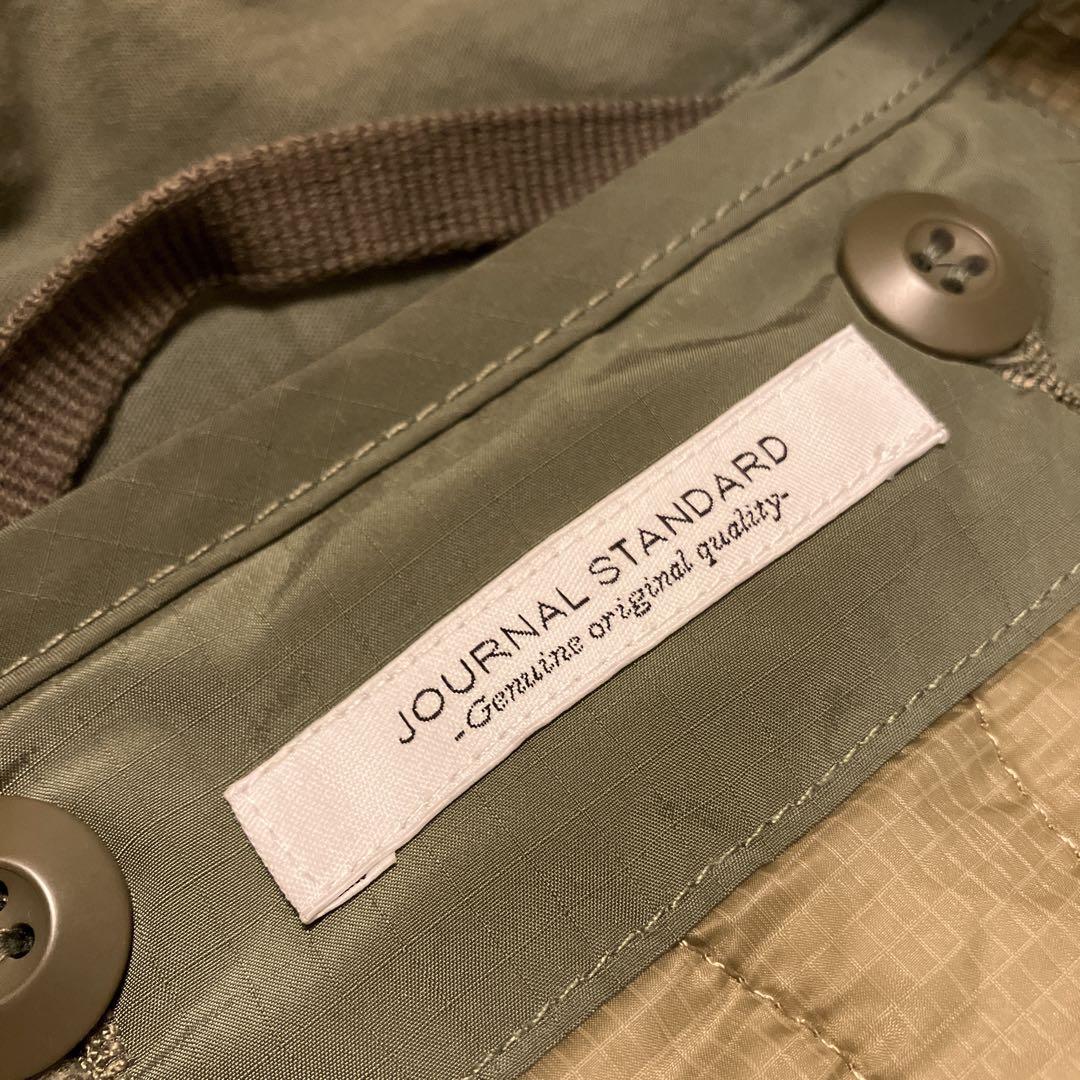 JOURNAL STANDARD
-Genuine original quality-